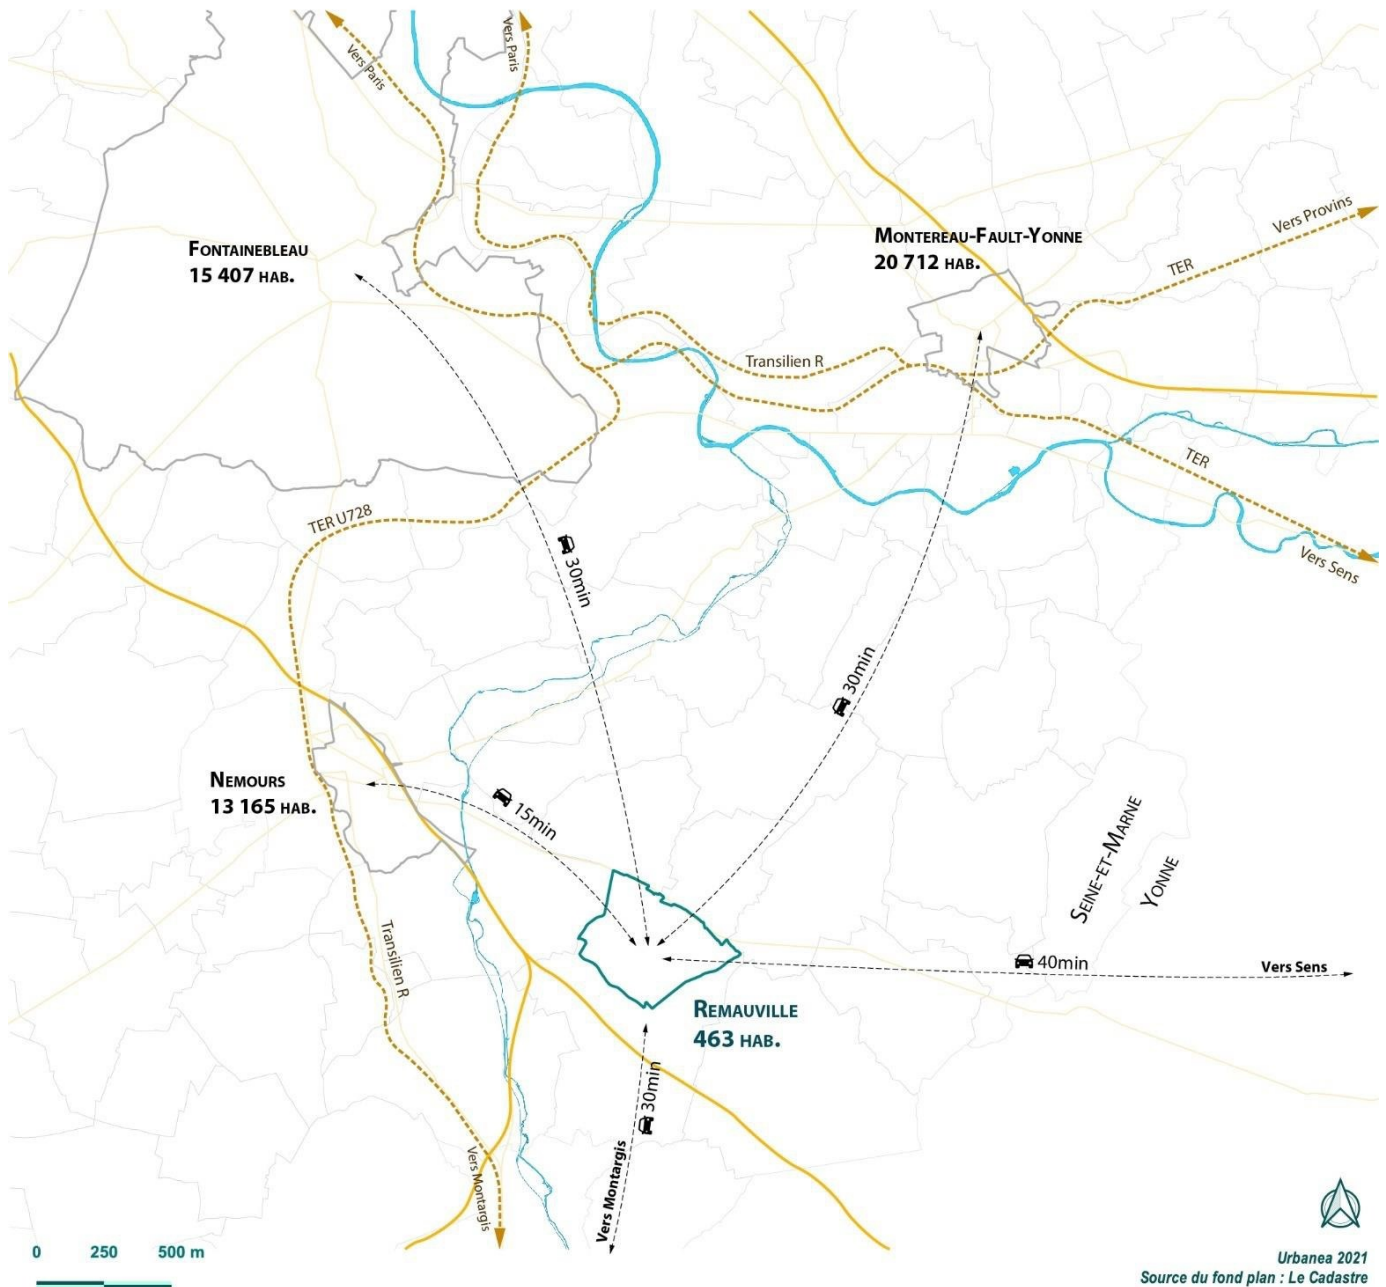 Vers Paris
Vers Paris
FONTAINEBLEAU
15 407 HAB.
MONTEREAU-FAULT-YONNE
20 712 HAB.
Vers Provins
TER
Transilien R
TER
Vers Sens
TER U728
30min
30min
NEMOURS
13 165 HAB.
15min
SEINE-ET-MARNE
YONNE
Transilien R
40min
Vers Sens
REMAUVILLE
463 HAB.
30min
Vers Montargis
Vers Montargis
0 250 500 m
Urbanea 2021
Source du fond plan : Le Cadastre